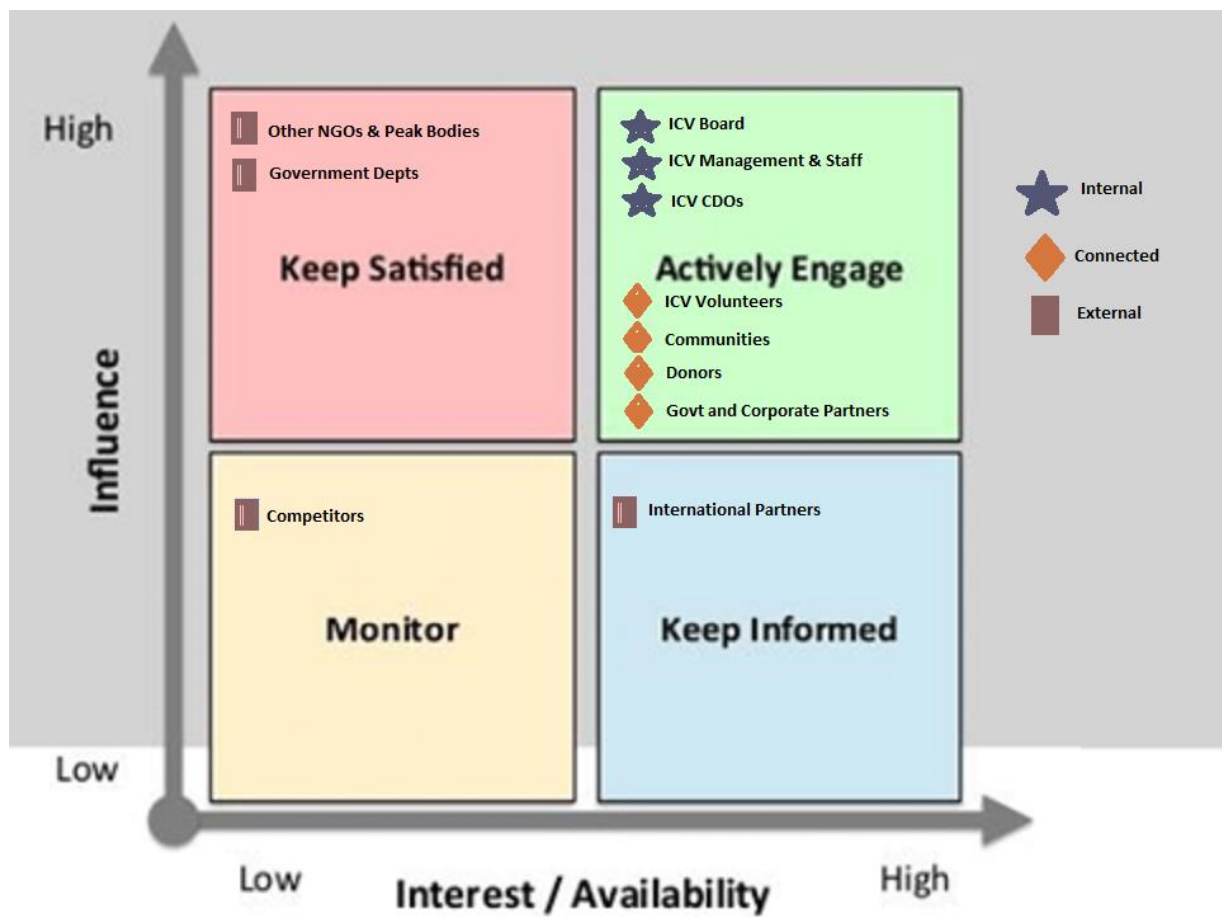 High
Other NGOs & Peak Bodies
Government Depts
Keep Satisfied
ICV Board
ICV Management & Staff
ICV CDOs
Actively Engage
ICV Volunteers
Communities
Donors
Govt and Corporate Partners
Internal
Connected
External
Influence
Competitors
Monitor
International Partners
Keep Informed
Low
Low
Interest / Availability
High